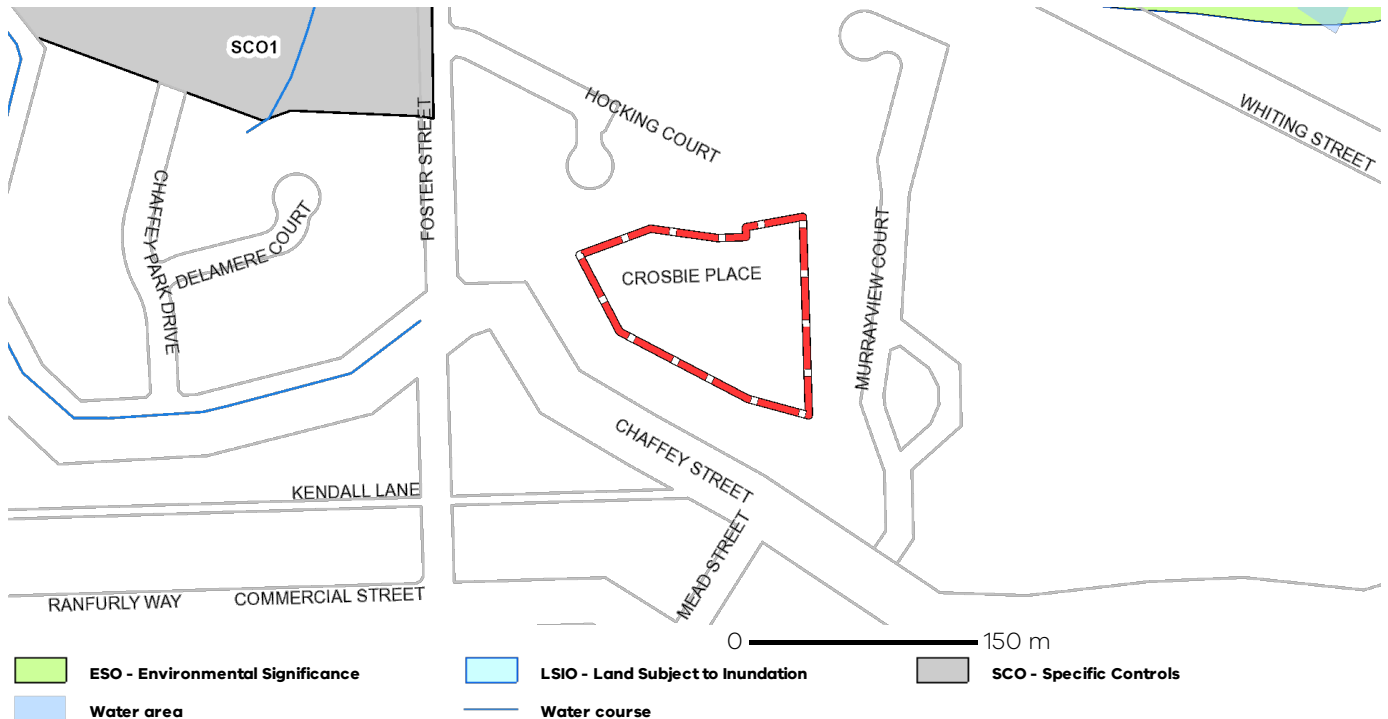 SCO1
HOCKING COURT
WHITING STREET
FOSTER STREET
CHAFFEY PARK DRIVE
DELAMERE COURT
MURRAYVIEW COURT
CROSBIE PLACE
CHAFFEY STREET
KENDALL LANE
MEAD STREET
RANFURLY WAY
COMMERCIAL STREET
0 150 m
ESO - Environmental Significance
LSIO - Land Subject to Inundation
SCO - Specific Controls
Water area
Water course